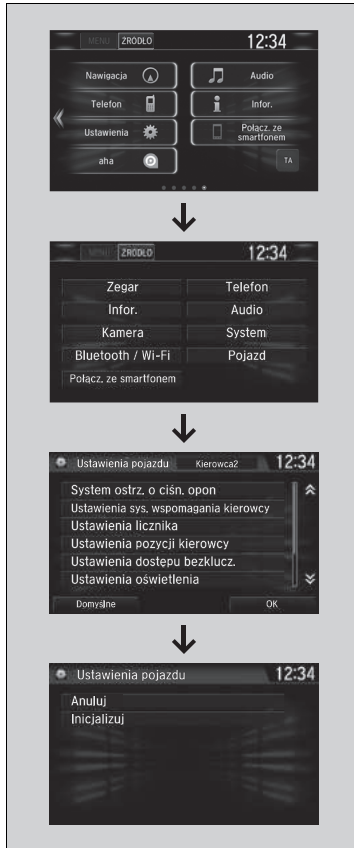 MENU ŹRÓDŁO 12:34
Nawigacja Audio
Telefon Infor.
Ustawienia Połącz. ze smartfonem
aha TA
MENU ŹRÓDŁO 12:34
Zegar Telefon
Infor. Audio
Kamera System
Bluetooth / Wi-Fi Pojazd
Połącz. ze smartfonem
Ustawienia pojazdu Kierowca2 12:34
System ostrz. o ciśn. opon
Ustawienia sys. wspomagania kierowcy
Ustawienia licznika
Ustawienia pozycji kierowcy
Ustawienia dostępu bezklucz.
Ustawienia oświetlenia
Domyślne OK
Ustawienia pojazdu 12:34
Anuluj
Inicjalizuj